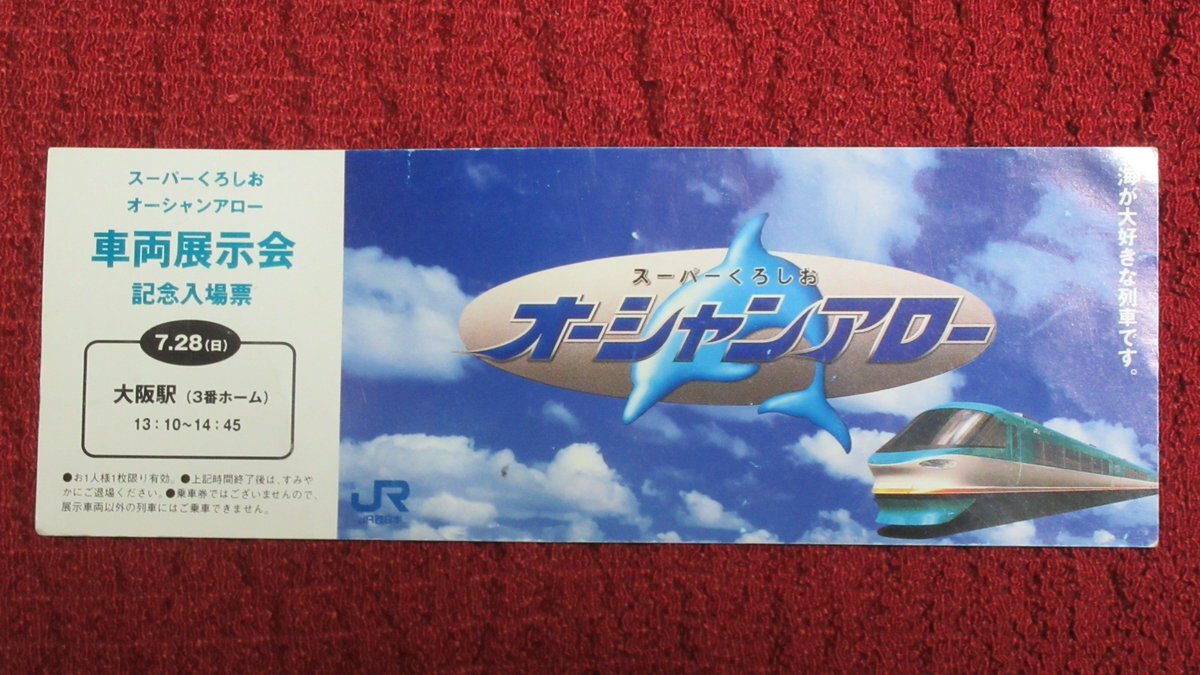 スーパーくろしお
オーシャンアロー
車両展示会
記念入場票
7.28(日)
大阪駅(3番ホーム)
13:10~14:45
●お1人様1枚限り有効。●上記時間終了後は、すみや
かにご退場ください。●乗車券ではございませんので、
展示車両以外の列車にはご乗車できません。
スーパーくろしお
オーシャンアロー
海が大好きな列車です。
JR
JR西日本